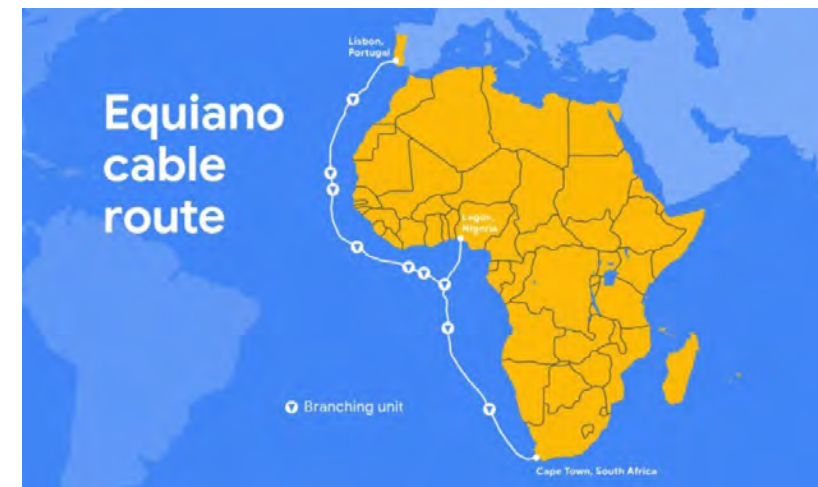 Lisbon,
Portugal
Equiano
cable
route
Lagos,
Nigeria
Branching unit
Cape Town, South Africa